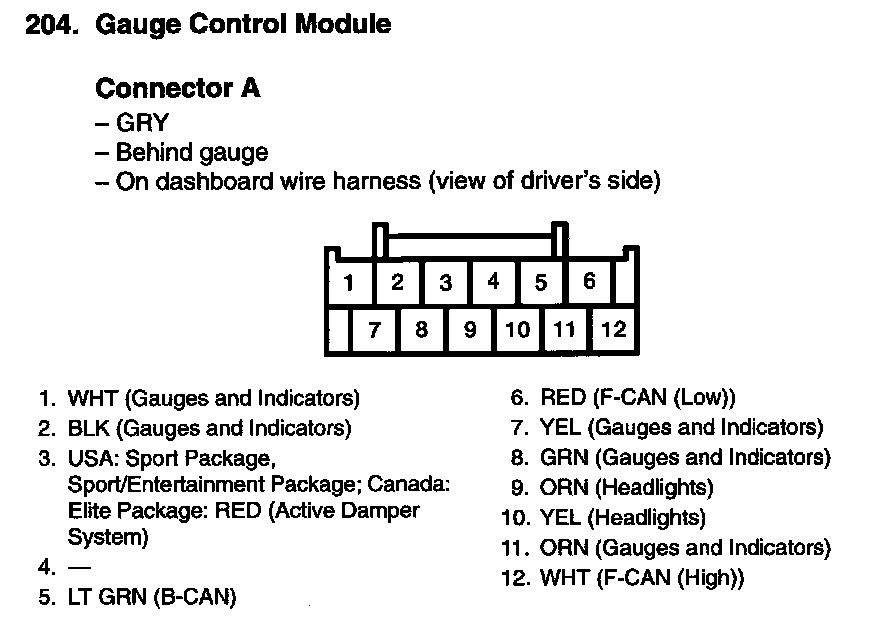 204. Gauge Control Module
Connector A
– GRY
– Behind gauge
– On dashboard wire harness (view of driver's side)
1 2 3 4 5 6
7 8 9 10 11 12
1. WHT (Gauges and Indicators)
2. BLK (Gauges and Indicators)
3. USA: Sport Package,
Sport/Entertainment Package; Canada:
Elite Package: RED (Active Damper
System)
4. —
5. LT GRN (B-CAN)
6. RED (F-CAN (Low))
7. YEL (Gauges and Indicators)
8. GRN (Gauges and Indicators)
9. ORN (Headlights)
10. YEL (Headlights)
11. ORN (Gauges and Indicators)
12. WHT (F-CAN (High))